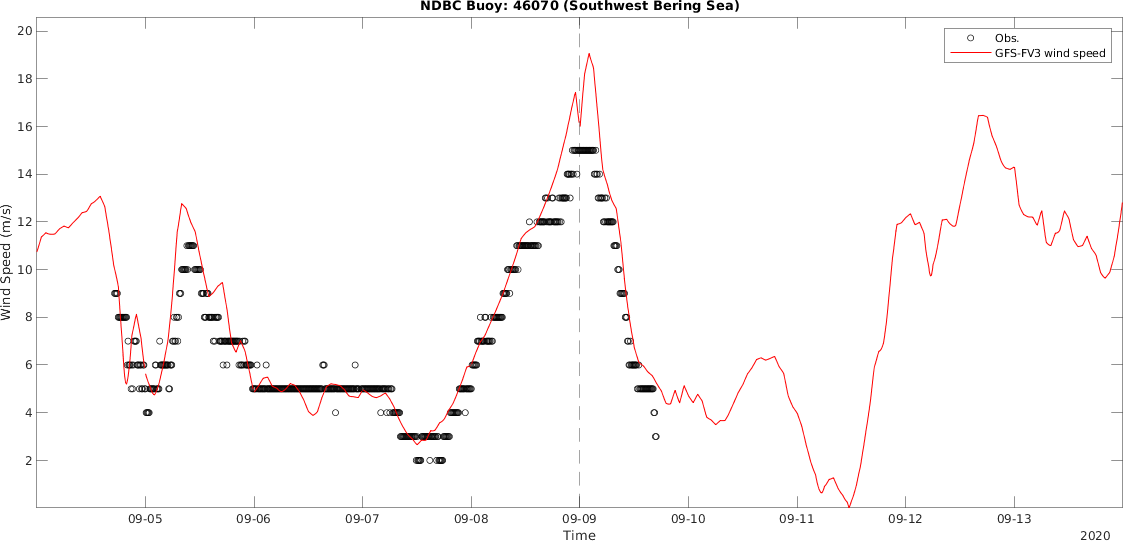 NDBC Buoy: 46070 (Southwest Bering Sea)
20
18
16
14
12
10
8
6
4
2
Wind Speed (m/s)
Obs.
GFS-FV3 wind speed
09-05 09-06 09-07 09-08 09-09 09-10 09-11 09-12 09-13
Time
2020